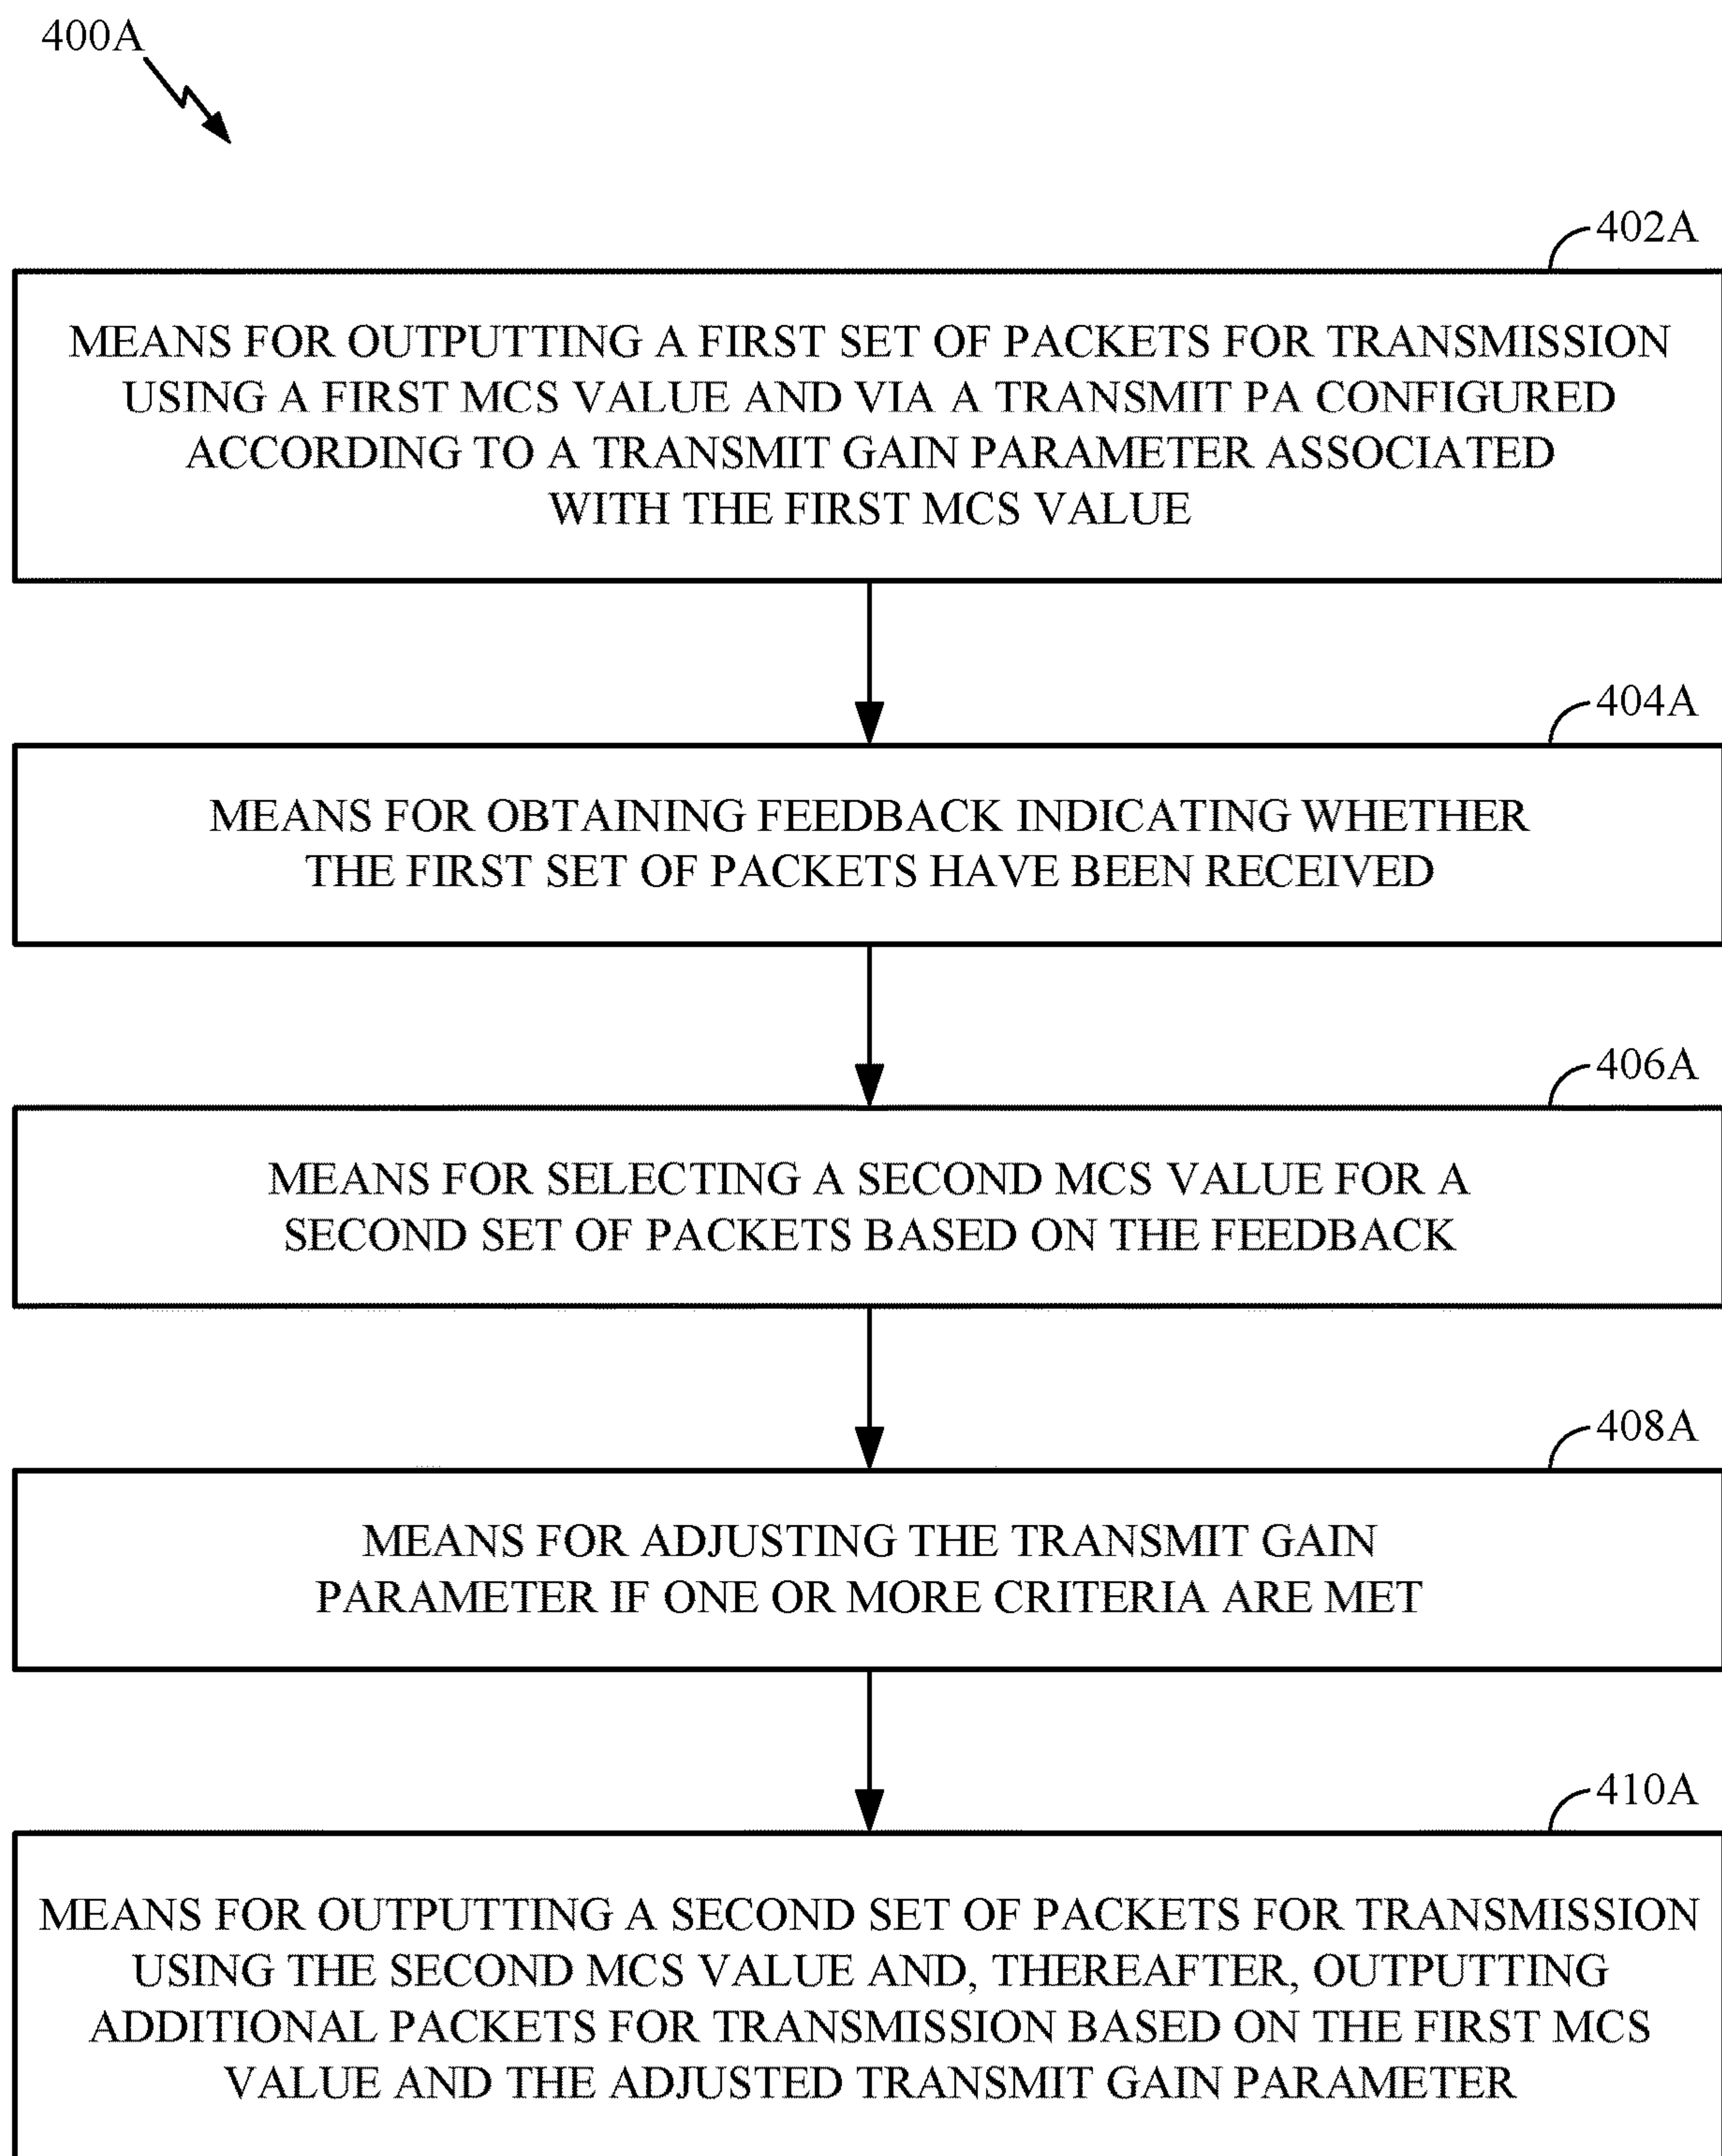 400A
402A
MEANS FOR OUTPUTTING A FIRST SET OF PACKETS FOR TRANSMISSION
USING A FIRST MCS VALUE AND VIA A TRANSMIT PA CONFIGURED
ACCORDING TO A TRANSMIT GAIN PARAMETER ASSOCIATED
WITH THE FIRST MCS VALUE
404A
MEANS FOR OBTAINING FEEDBACK INDICATING WHETHER
THE FIRST SET OF PACKETS HAVE BEEN RECEIVED
406A
MEANS FOR SELECTING A SECOND MCS VALUE FOR A
SECOND SET OF PACKETS BASED ON THE FEEDBACK
408A
MEANS FOR ADJUSTING THE TRANSMIT GAIN
PARAMETER IF ONE OR MORE CRITERIA ARE MET
410A
MEANS FOR OUTPUTTING A SECOND SET OF PACKETS FOR TRANSMISSION
USING THE SECOND MCS VALUE AND, THEREAFTER, OUTPUTTING
ADDITIONAL PACKETS FOR TRANSMISSION BASED ON THE FIRST MCS
VALUE AND THE ADJUSTED TRANSMIT GAIN PARAMETER